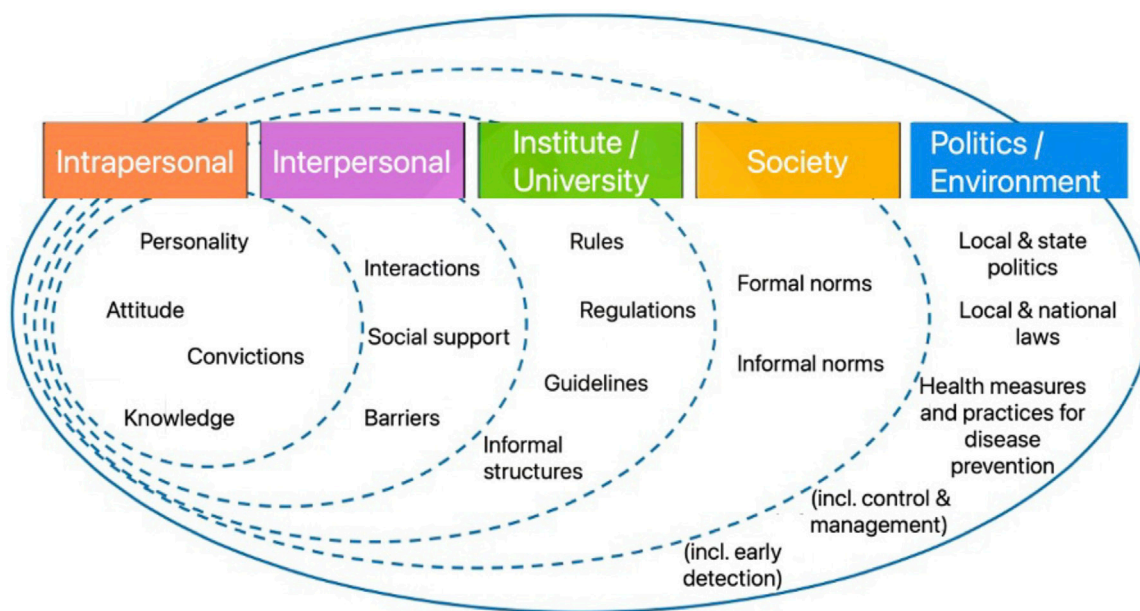 Intrapersonal
Interpersonal
Institute /
University
Society
Politics /
Environment
Personality
Attitude
Convictions
Knowledge
Interactions
Social support
Barriers
Rules
Regulations
Guidelines
Informal
structures
Formal norms
Informal norms
Local & state
politics
Local & national
laws
Health measures
and practices for
disease
prevention
(incl. control &
management)
(incl. early
detection)